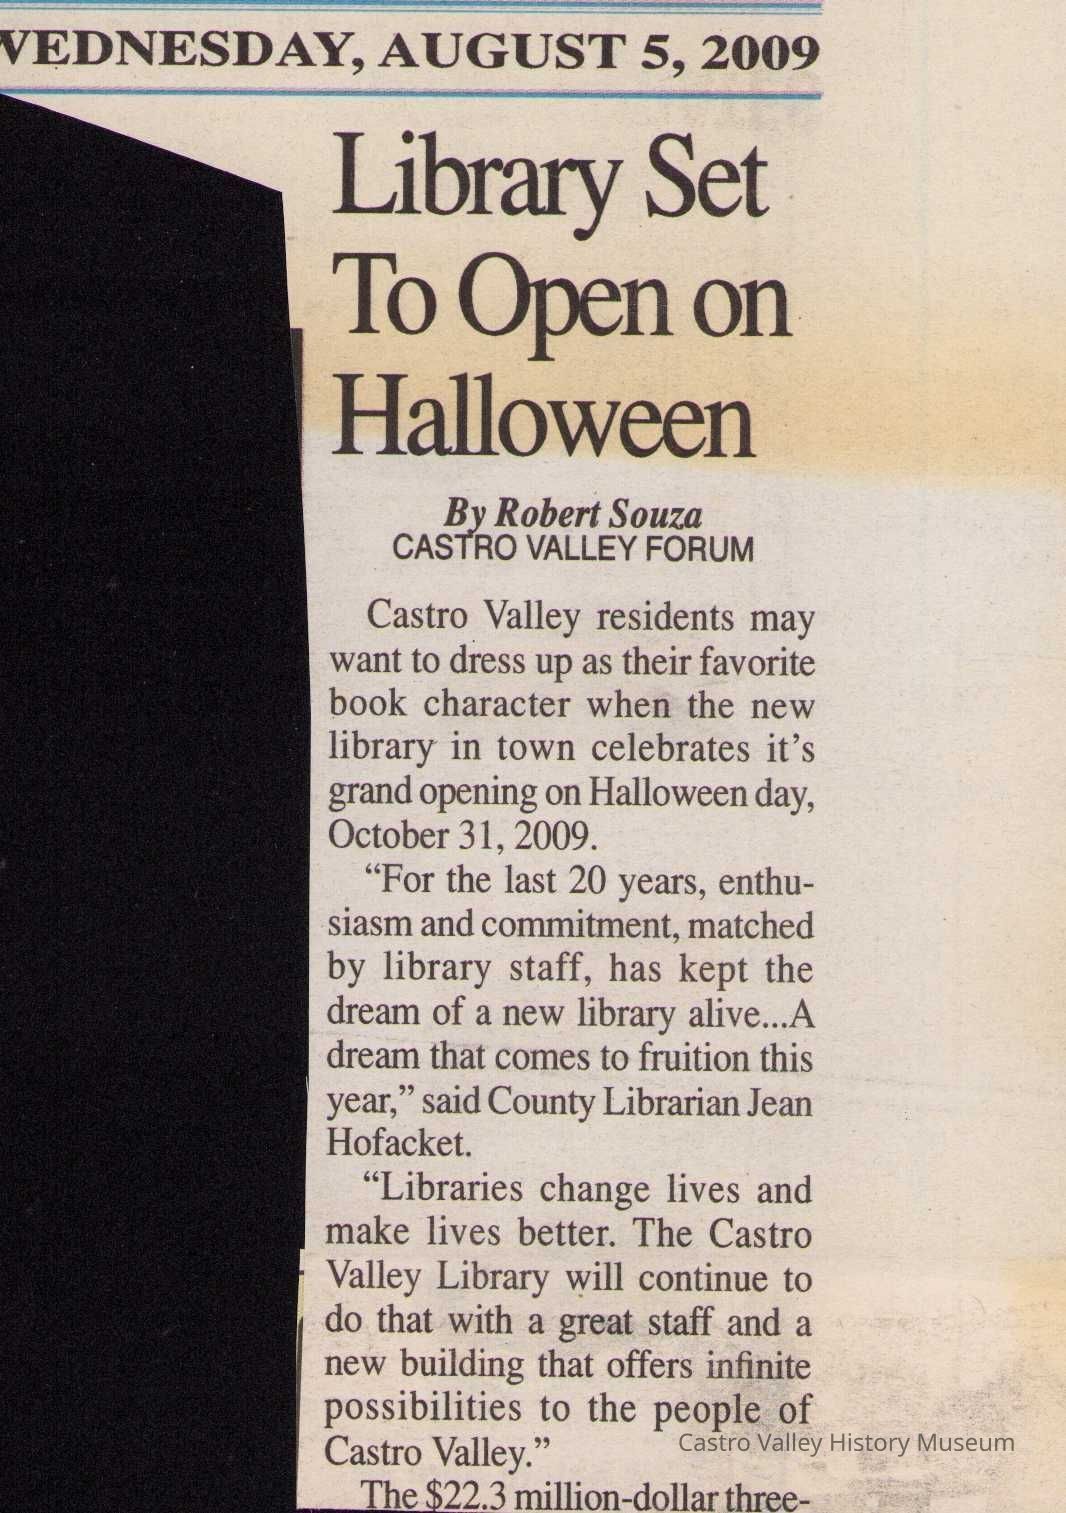 WEDNESDAY, AUGUST 5, 2009
Library Set
To Open on
Halloween
By Robert Souza
CASTRO VALLEY FORUM
Castro Valley residents may
want to dress up as their favorite
book character when the new
library in town celebrates it's
grand opening on Halloween day,
October 31, 2009.
“For the last 20 years, enthu-
siasm and commitment, matched
by library staff, has kept the
dream of a new library alive...A
dream that comes to fruition this
year,” said County Librarian Jean
Hofacket.
“Libraries change lives and
make lives better. The Castro
Valley Library will continue to
do that with a great staff and a
new building that offers infinite
possibilities to the people of
Castro Valley.”
Castro Valley History Museum
The $22.3 million-dollar three-